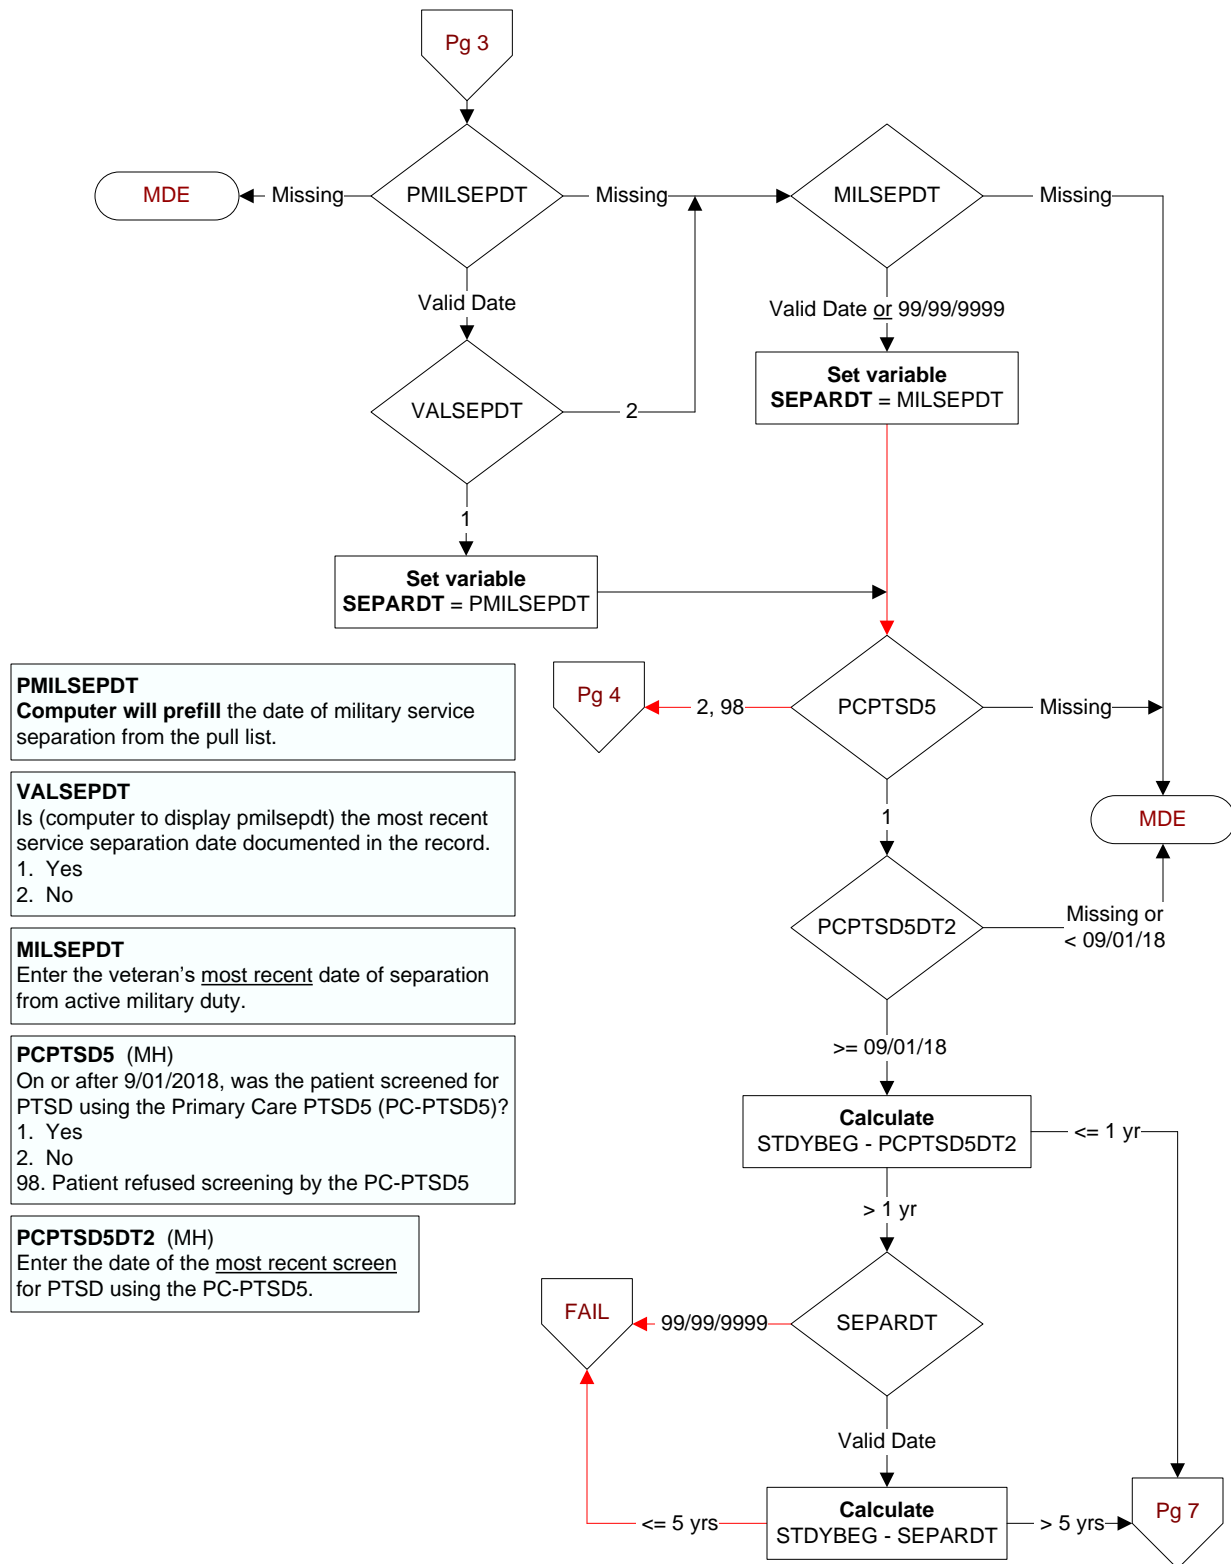 Pg 3
MDE
Missing
PMILSEPDT
Missing
MILSEPDT
Missing
Valid Date
Valid Date or 99/99/9999
VALSEPDT
2
Set variable
SEPARDT = MILSEPDT
1
Set variable
SEPARDT = PMILSEPDT
PMILSEPDT
Computer will prefill the date of military service
separation from the pull list.
VALSEPDT
Is (computer to display pmilsepdt) the most recent
service separation date documented in the record.
1. Yes
2. No
MILSEPDT
Enter the veteran's most recent date of separation
from active military duty.
PCPTSD5 (MH)
On or after 9/01/2018, was the patient screened for
PTSD using the Primary Care PTSD5 (PC-PTSD5)?
1. Yes
2. No
98. Patient refused screening by the PC-PTSD5
PCPTSD5DT2 (MH)
Enter the date of the most recent screen
for PTSD using the PC-PTSD5.
Pg 4
2, 98
PCPTSD5
Missing
1
MDE
PCPTSD5DT2
Missing or
< 09/01/18
>= 09/01/18
Calculate
STDYBEG - PCPTSD5DT2
<= 1 yr
> 1 yr
FAIL
99/99/9999
SEPARDT
Valid Date
<= 5 yrs
Calculate
STDYBEG - SEPARDT
> 5 yrs
Pg 7